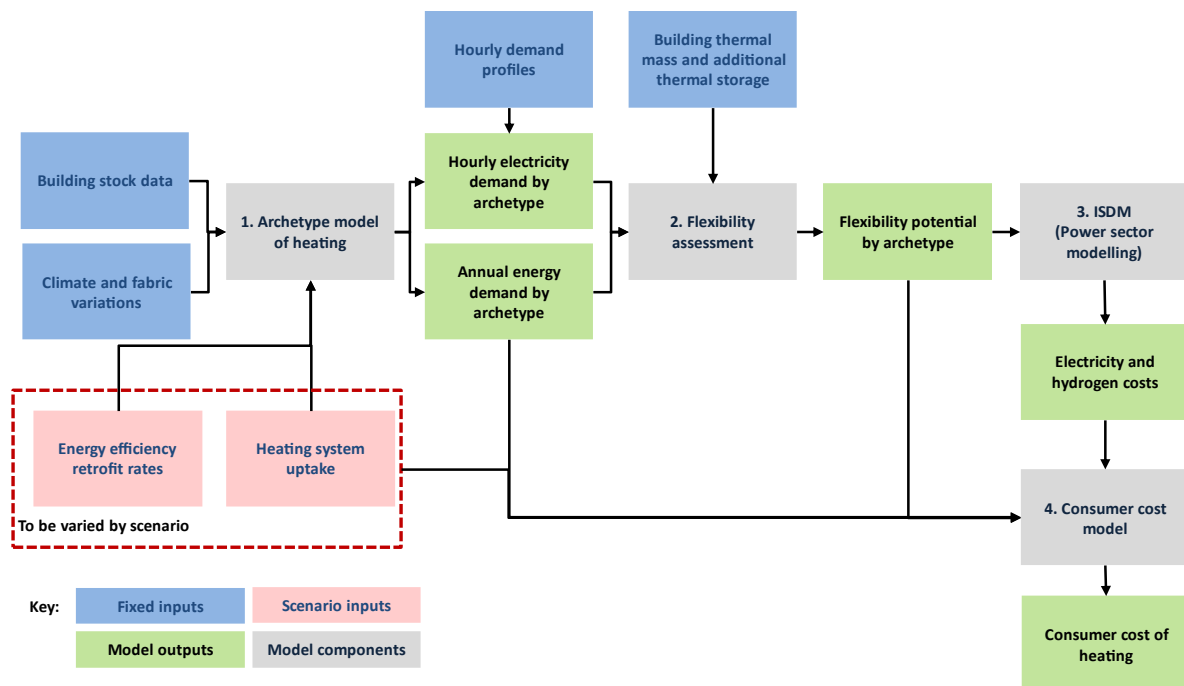 Hourly demand
profiles
Building thermal
mass and additional
thermal storage
Building stock data
Climate and fabric
variations
1. Archetype model
of heating
Hourly electricity
demand by
archetype
Annual energy
demand by
archetype
2. Flexibility
assessment
Flexibility potential
by archetype
3. ISDM
(Power sector
modelling)
Electricity and
hydrogen costs
Energy efficiency
retrofit rates
Heating system
uptake
To be varied by scenario
4. Consumer cost
model
Consumer cost of
heating
Key:
Fixed inputs
Scenario inputs
Model outputs
Model components